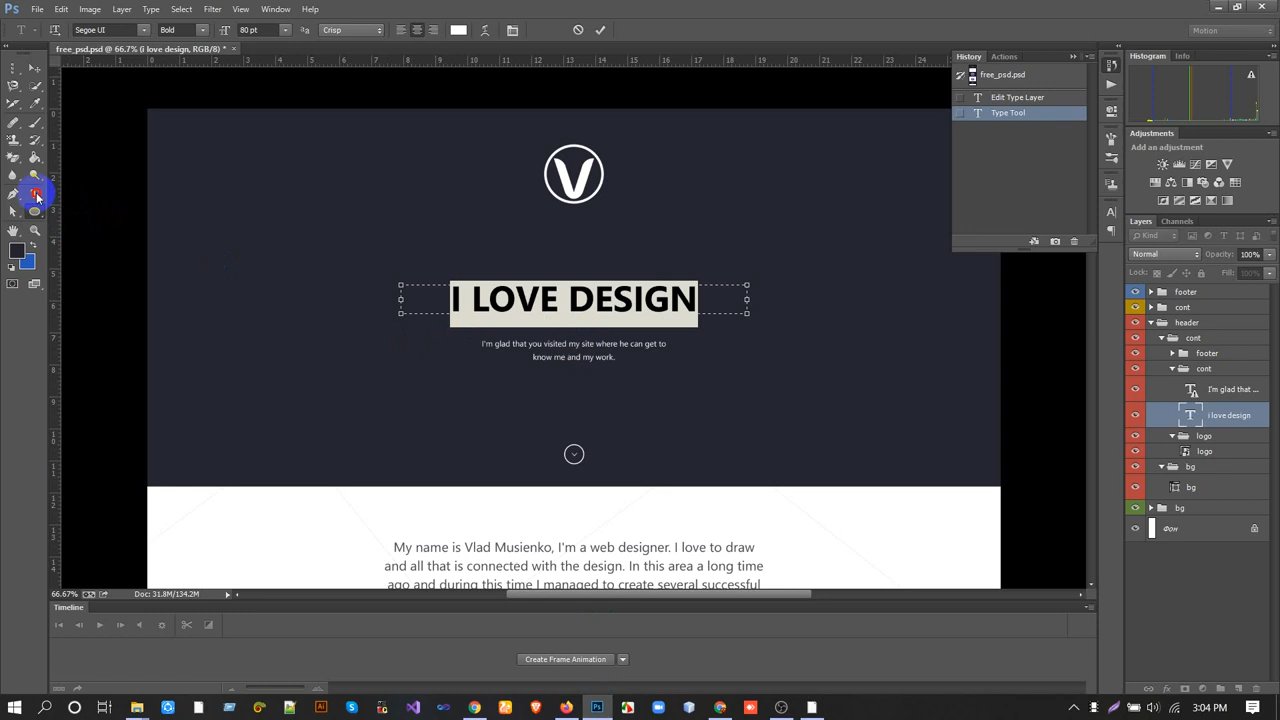 Ps File Edit Image Layer Type Select Filter View Window Help
T Segoe UI Bold 80 pt aa Crisp Motion
free_psd.psd @ 66.7% (i love design, RGB/8) * ×
History Actions
free_psd.psd
Edit Type Layer
Type Tool
Histogram Info
Adjustments
Add an adjustment
Layers Channels
Kind
Normal Opacity: 100%
Lock: Fill: 100%
footer
cont
header
cont
footer
cont
I'm glad that ...
i love design
logo
logo
bg
bg
bg
Фон
V
I LOVE DESIGN
I'm glad that you visited my site where he can get to
know me and my work.
My name is Vlad Musienko, I'm a web designer. I love to draw
and all that is connected with the design. In this area a long time
ago and during this time I managed to create several successful
66.67% Doc: 31.8M/134.2M
Timeline
Create Frame Animation
3:04 PM